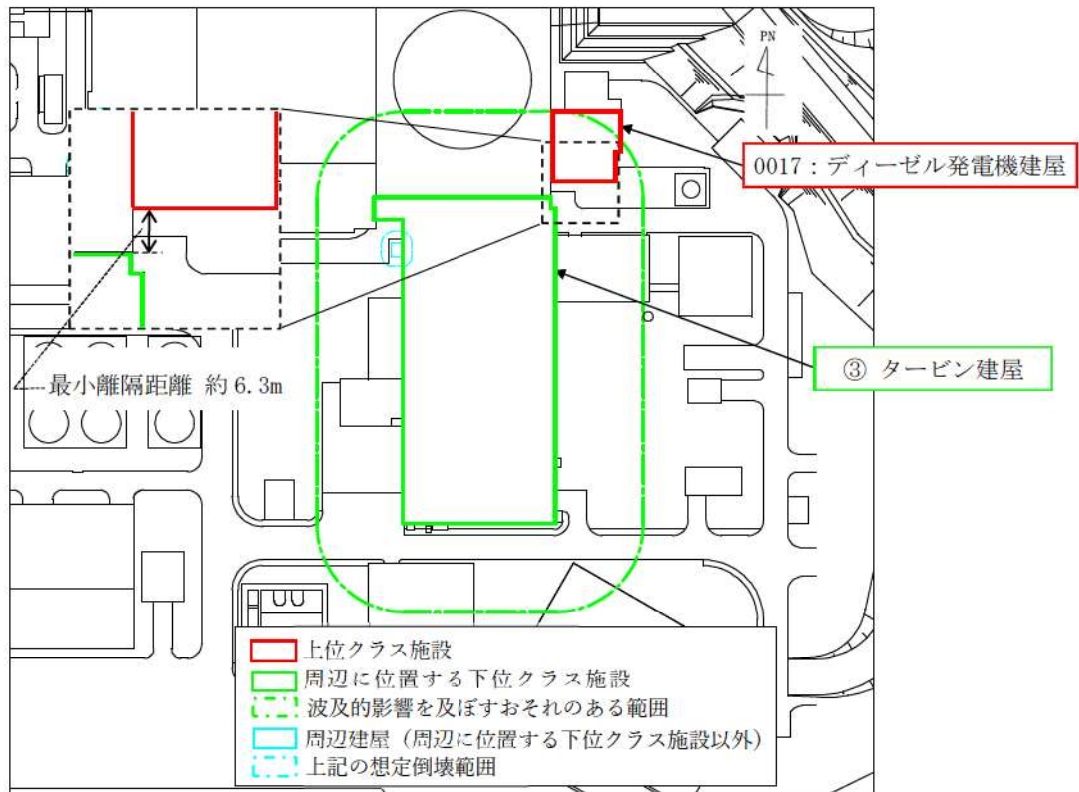 PN
0017：ディーゼル発電機建屋
③ タービン建屋
最小離隔距離 約 6.3m
上位クラス施設
周辺に位置する下位クラス施設
波及的影響を及ぼすおそれのある範囲
周辺建屋（周辺に位置する下位クラス施設以外）
上記の想定倒壊範囲